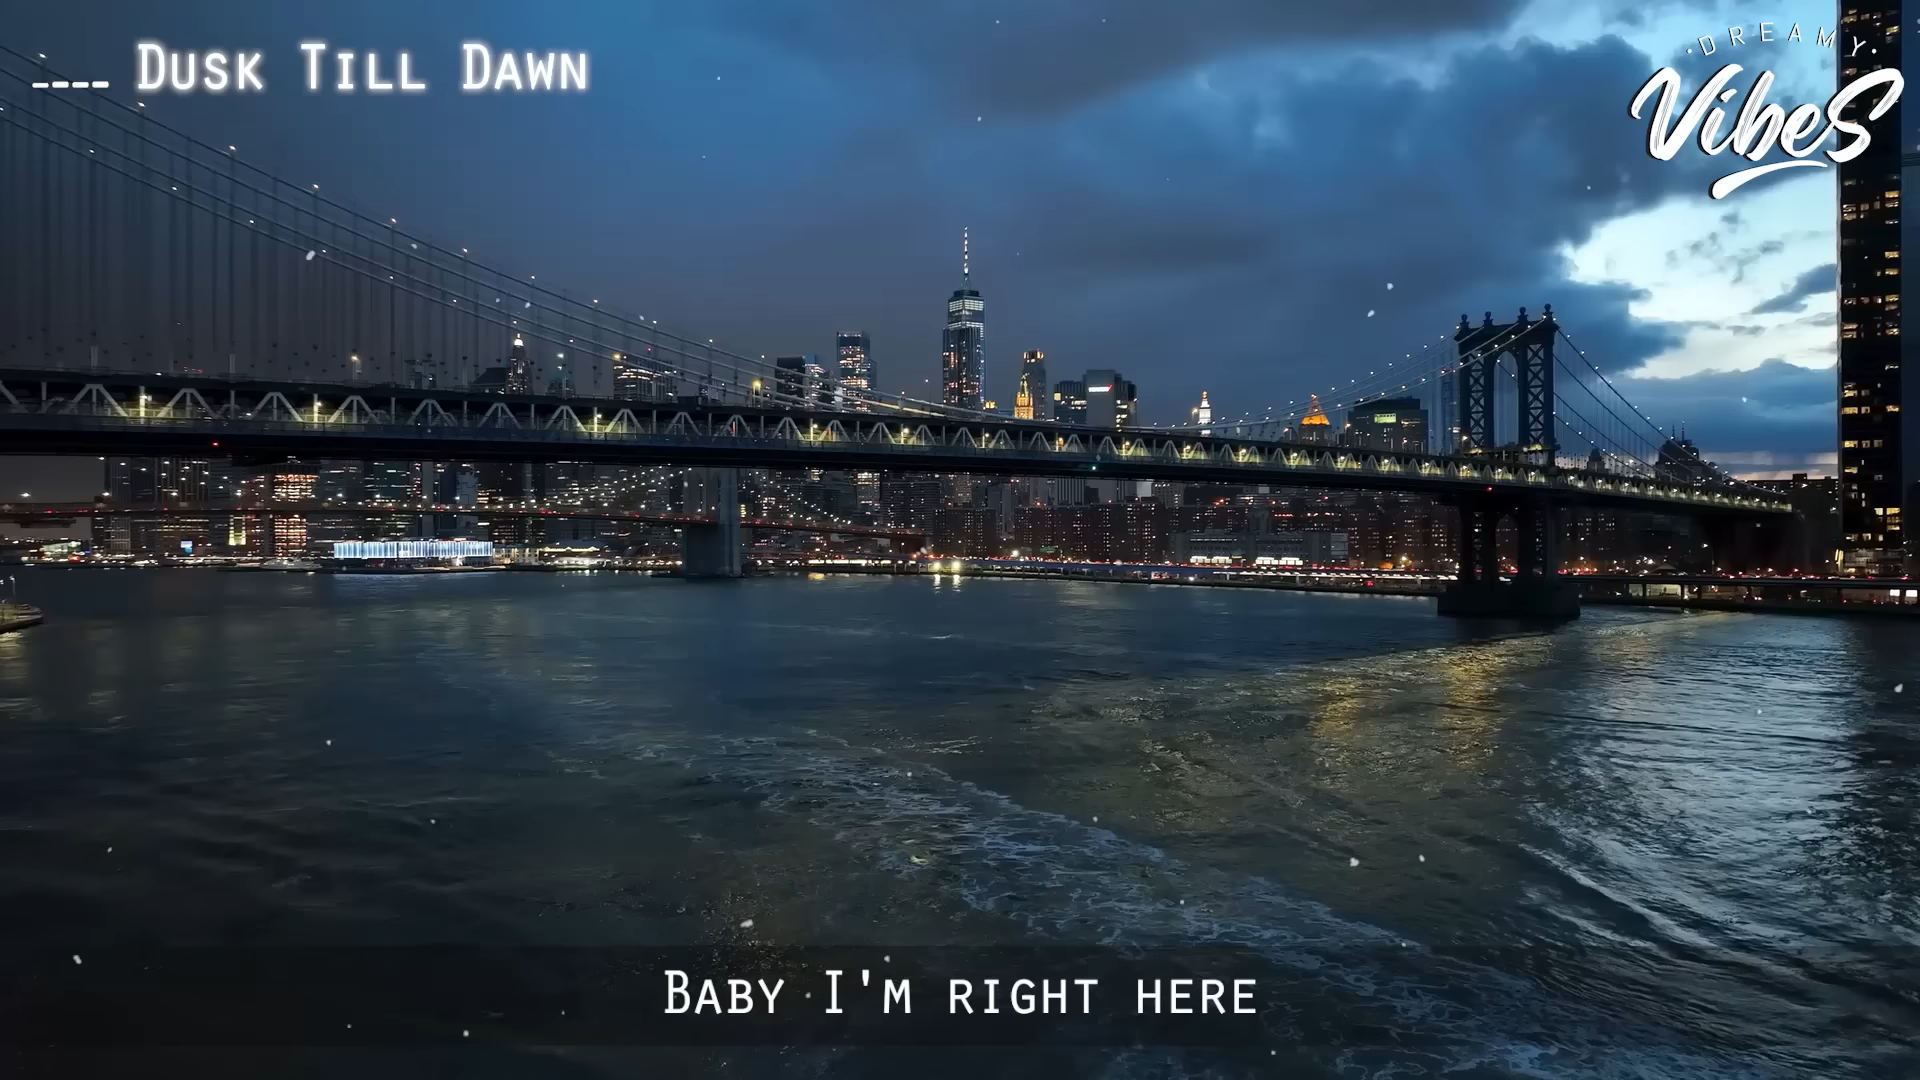 ---- Dusk Till Dawn
·DREAMY·
Vibes
Baby I'm right here